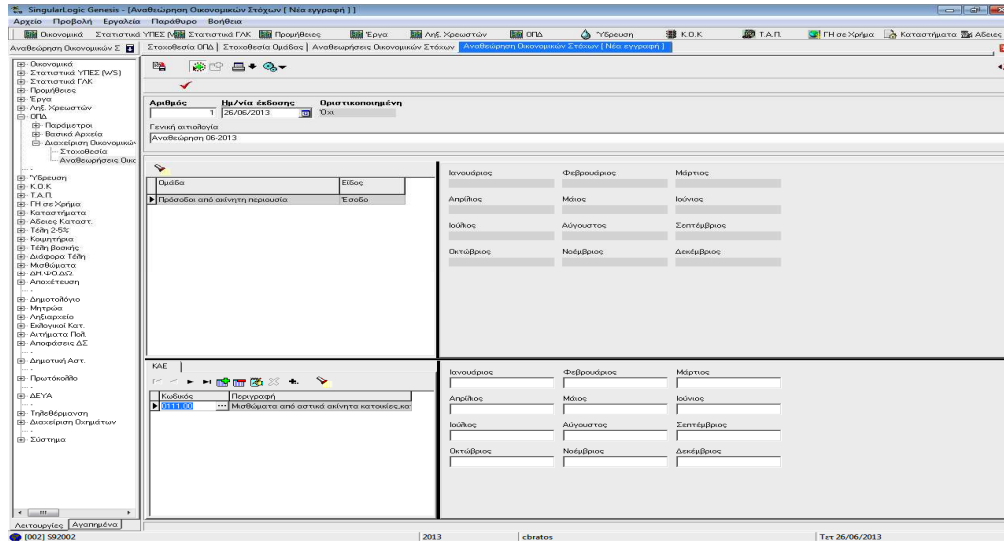 SingularLogic Genesis - [Αναθεώρηση Οικονομικών Στόχων [ Νέα εγγραφή ] ]
Αρχείο Προβολή Εργαλεία Παράθυρο Βοήθεια
Οικονομικά Στατιστικά ΥΠΕΣ (W Στατιστικά ΓΛΚ Προμήθειες Έργα Ληξ. Χρεωστών ΟΠΔ Ύδρευση Κ.Ο.Κ Τ.Α.Π. ΓΗ σε Χρήμα Καταστήματα Αδειες
Αναθεώρηση Οικονομικών Σ Στοχοθεσία ΟΠΔ Στοχοθεσία Ομάδος Αναθεωρήσεις Οικονομικών Στόχων Αναθεώρηση Οικονομικών Στόχων [ Νέα εγγραφή ]
Οικονομικά
Στατιστικά ΥΠΕΣ (WS)
Στατιστικά ΓΛΚ
Προμήθειες
Έργα
Ληξ. Χρεωστών
ΟΠΔ
Παράμετροι
Βασικά Αρχεία
Διαχείριση Οικονομικών
Στοχοθεσία
Αναθεωρήσεις Οικο
Ύδρευση
Κ.Ο.Κ
Τ.Α.Π.
ΓΗ σε Χρήμα
Καταστήματα
Αδειες Καταστ.
Τέλη 2-5%
Κοιμητήρια
Τέλη βοσκής
Διάφορα Τέλη
Μισθώματα
ΔΗ.ΦΟ.ΔΩ.
Αποχέτευση
Δημοτολόγιο
Μητρώα
Ληξιαρχείο
Εκλογικοί Κατ.
Αιτήματα Πολ.
Αποφάσεις ΔΣ
Δημοτική Αστ.
Πρωτόκολλο
ΔΕΥΑ
Τηλεθέρμανση
Διαχείριση Οχημάτων
Σύστημα
Λειτουργίες Αγαπημένα
Αριθμός Ημ/νία έκδοσης Οριστικοποιημένη
1 26/06/2013 Όχι
Γενική αιτιολογία
Αναθεώρηση 06-2013
Ομάδα Είδος
Πρόσοδοι από ακίνητη περιουσία Έσοδο
Ιανουάριος Φεβρουάριος Μάρτιος
Απρίλιος Μάιος Ιούνιος
Ιούλιος Αύγουστος Σεπτέμβριος
Οκτώβριος Νοέμβριος Δεκέμβριος
ΚΑΕ
Κωδικός Περιγραφή
0111.00 ... Μισθώματα από αστικά ακίνητα κατοικίες,κα
Ιανουάριος Φεβρουάριος Μάρτιος
Απρίλιος Μάιος Ιούνιος
Ιούλιος Αύγουστος Σεπτέμβριος
Οκτώβριος Νοέμβριος Δεκέμβριος
[002] S92002 2013 cbratos Τετ 26/06/2013